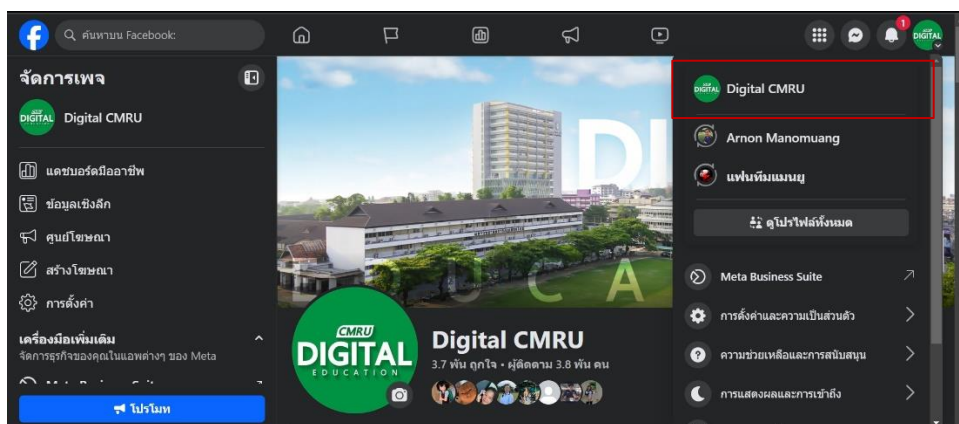 ค้นหาบน Facebook:
1
DIGITAL
จัดการเพจ
DIGITAL
Digital CMRU
แดชบอร์ดมืออาชีพ
ข้อมูลเชิงลึก
ศูนย์โฆษณา
สร้างโฆษณา
การตั้งค่า
เครื่องมือเพิ่มเติม
จัดการธุรกิจของคุณในแอพต่างๆ ของ Meta
โปรโมท
DI
E D U C A
CMRU
DIGITAL
EDUCATION
Digital CMRU
3.7 พัน ถูกใจ • ผู้ติดตาม 3.8 พัน คน
DIGITAL
Digital CMRU
Arnon Manomuang
แฟนทีมแมนยู
ดูโปรไฟล์ทั้งหมด
Meta Business Suite
การตั้งค่าและความเป็นส่วนตัว
ความช่วยเหลือและการสนับสนุน
การแสดงผลและการเข้าถึง